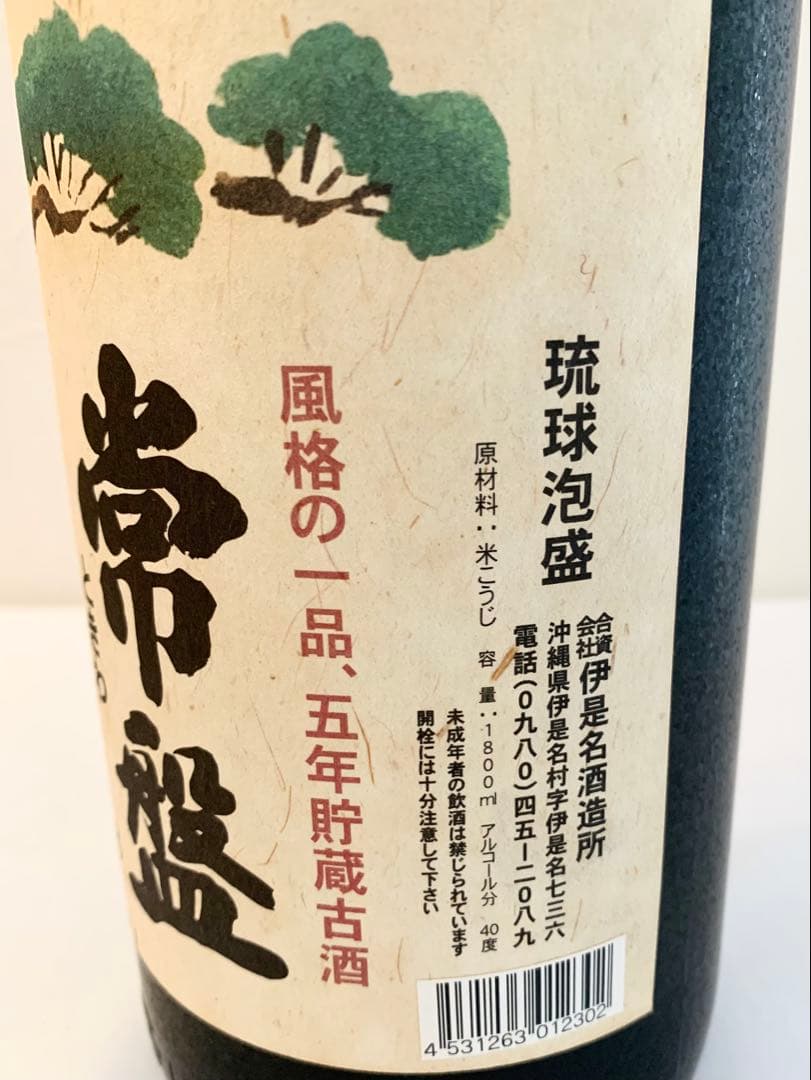 琉球泡盛
合資会社伊是名酒造所
沖縄県伊是名村字伊是名七三六
電話(0九八0)四五ー二0八九
原材料:米こうじ 容 量:1800ml アルコール分 40度
未成年者の飲酒は禁じられています
開栓には十分注意して下さい
風格の一品、五年貯蔵古酒
常盤
4 531263 012302